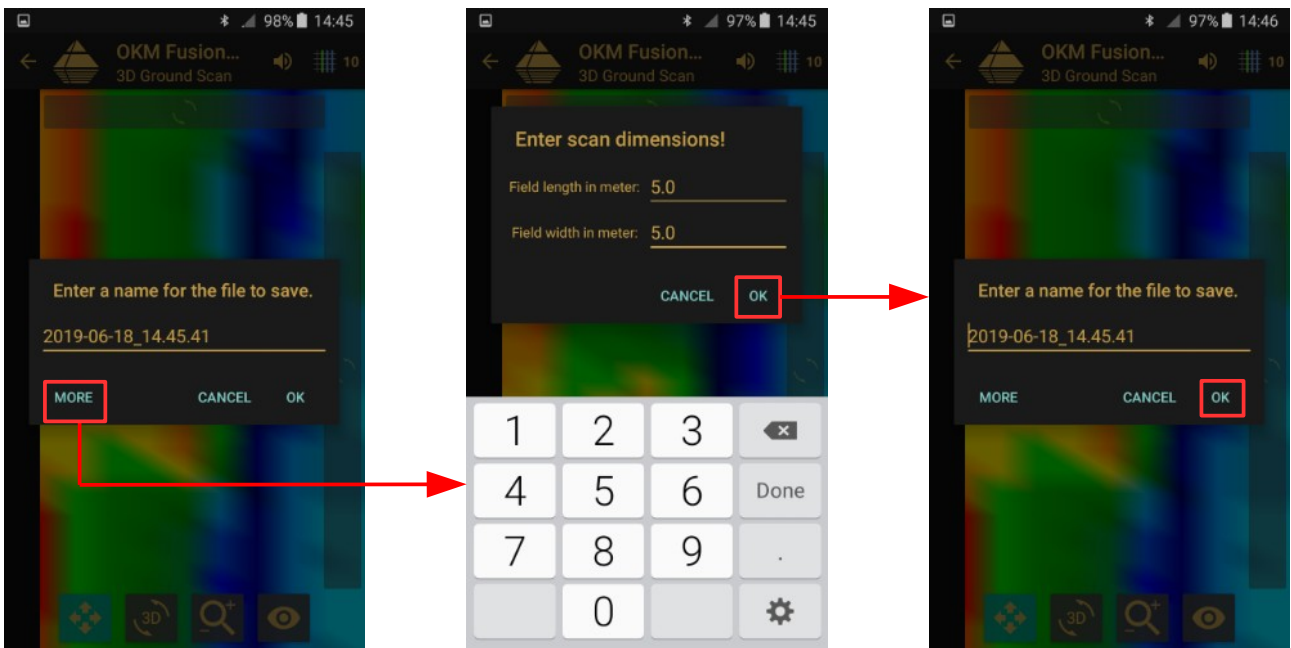 98% 14:45
OKM Fusion...
3D Ground Scan
10
Enter a name for the file to save.
2019-06-18_14.45.41
MORE CANCEL OK
3D
97% 14:45
OKM Fusion...
3D Ground Scan
10
Enter scan dimensions!
Field length in meter: 5.0
Field width in meter: 5.0
CANCEL OK
1 2 3
4 5 6 Done
7 8 9 .
0
97% 14:46
OKM Fusion...
3D Ground Scan
10
Enter a name for the file to save.
2019-06-18_14.45.41
MORE CANCEL OK
3D